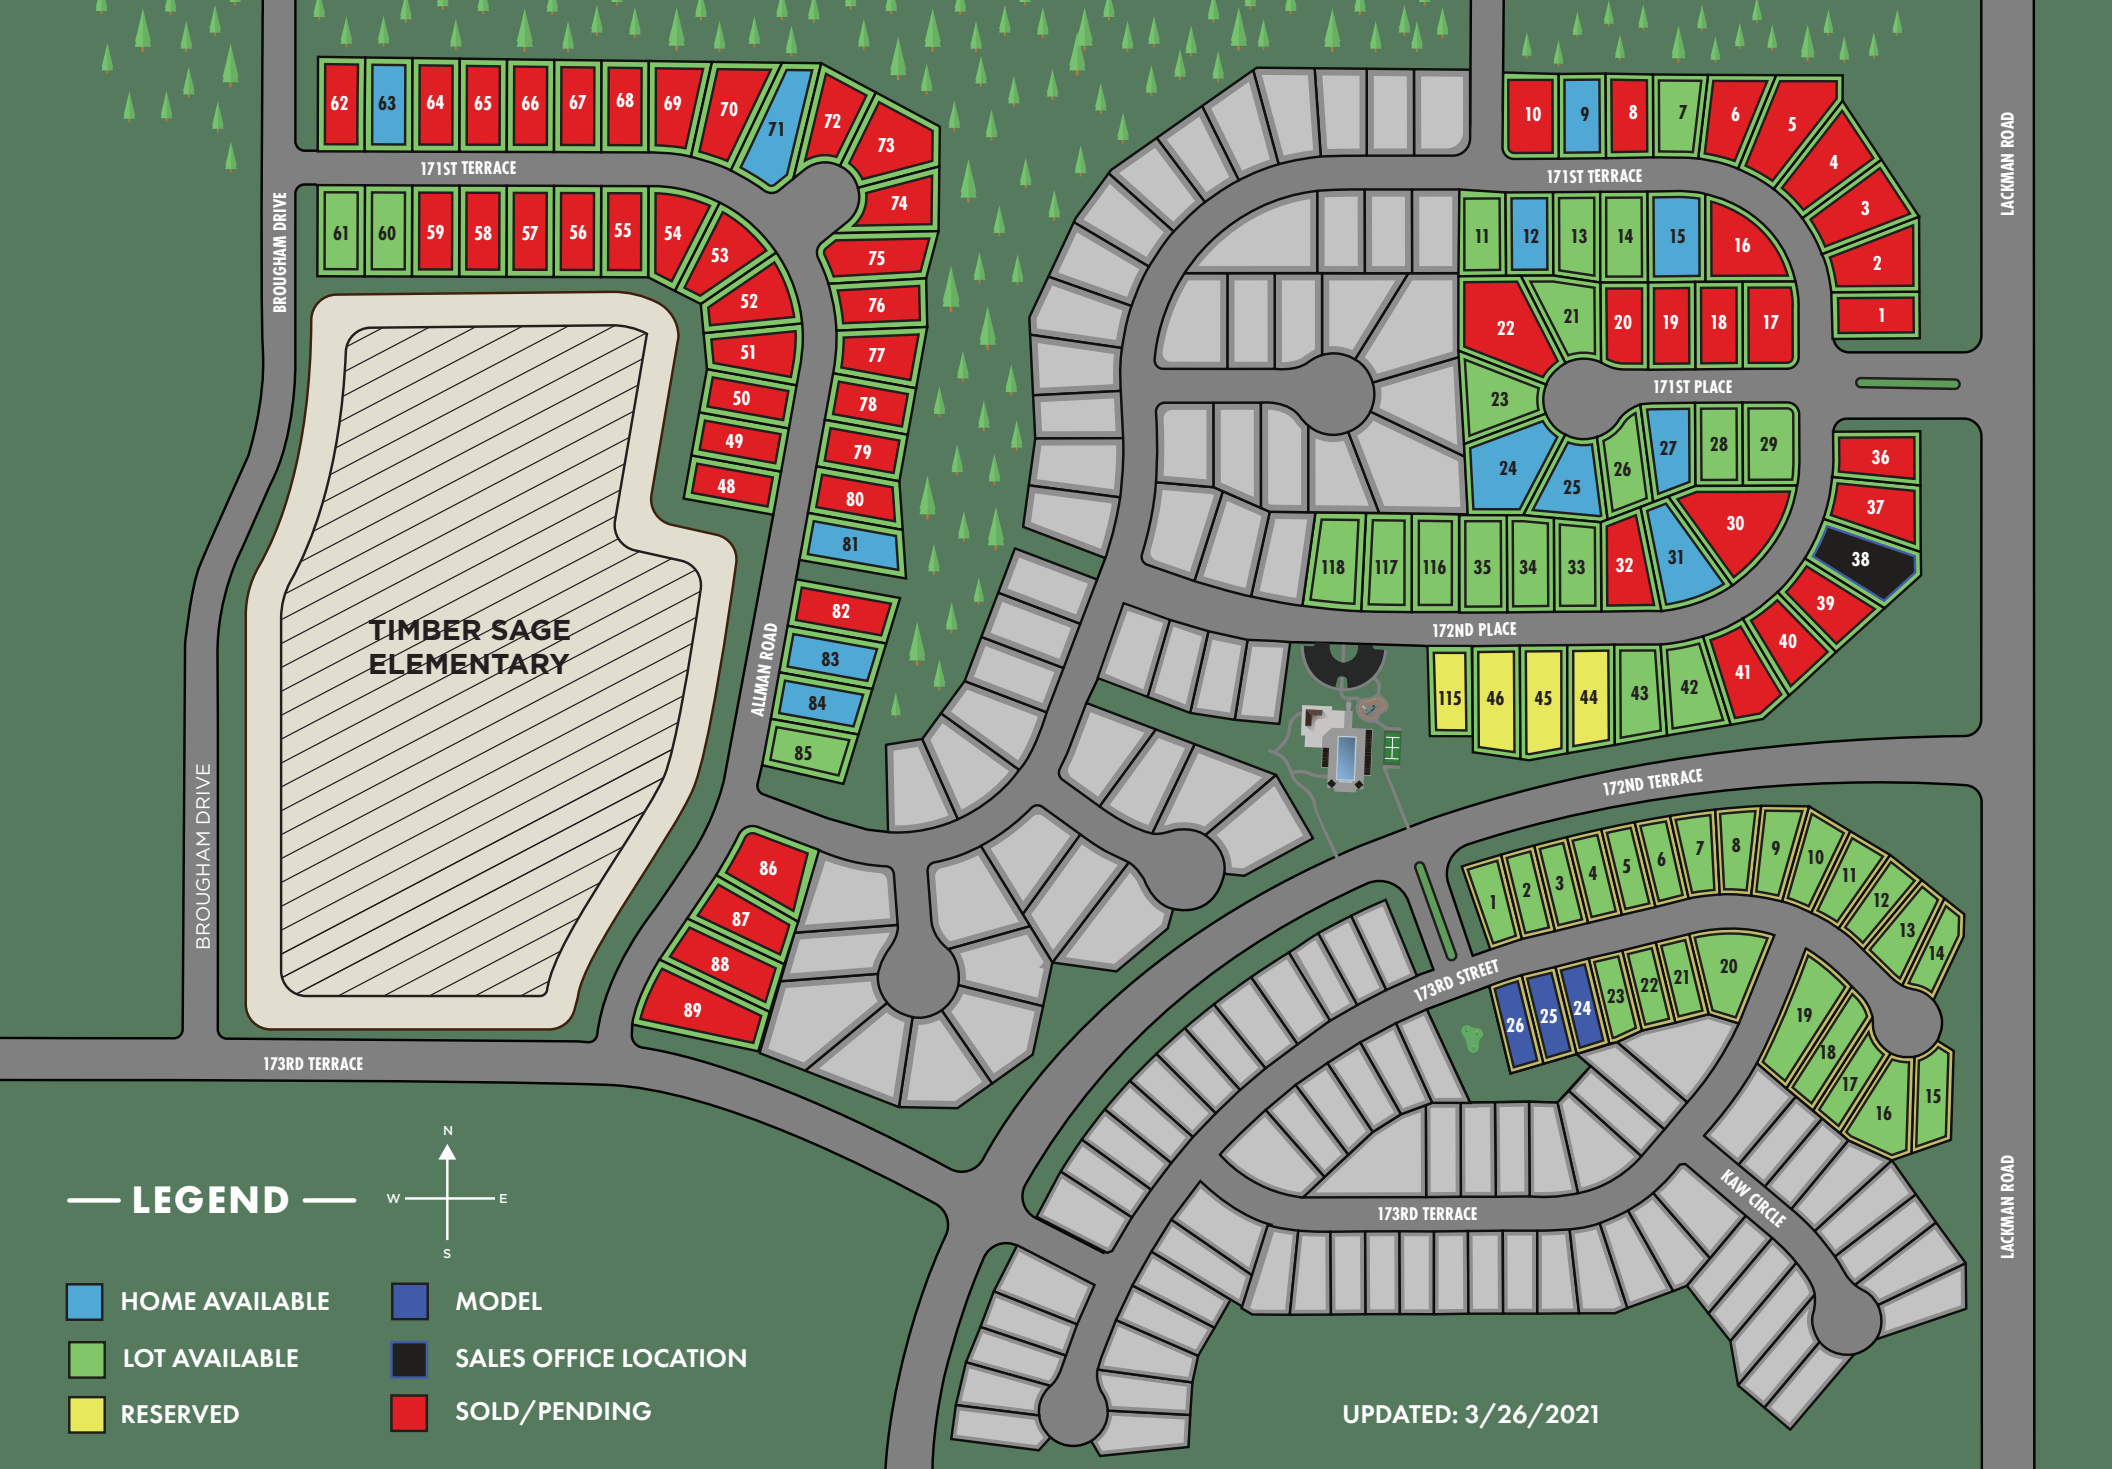 62 63 64 65 66 67 68 69 70 71 72 73
74
75
76
77
78
79
80
81
82
83
84
85
171ST TERRACE
61 60 59 58 57 56 55 54 53
52
51
50
49
48
BROUGHAM DRIVE
TIMBER SAGE
ELEMENTARY
ALLMAN ROAD
BROUGHAM DRIVE
86
87
88
89
173RD TERRACE
10 9 8 7 6 5
4
3
2
1
LACKMAN ROAD
171ST TERRACE
11 12 13 14 15 16
22 21 20 19 18 17
171ST PLACE
23
24 25 26 27 28 29
30
118 117 116 35 34 33 32 31
36
37
38
39
40
41
172ND PLACE
115 46 45 44 43 42
172ND TERRACE
1 2 3 4 5 6 7 8 9 10 11 12 13 14
173RD STREET
26 25 24 23 22 21 20
19
18
17
16
15
KAW CIRCLE
173RD TERRACE
LACKMAN ROAD
N
W E
S
LEGEND
HOME AVAILABLE
LOT AVAILABLE
RESERVED
MODEL
SALES OFFICE LOCATION
SOLD/PENDING
UPDATED: 3/26/2021